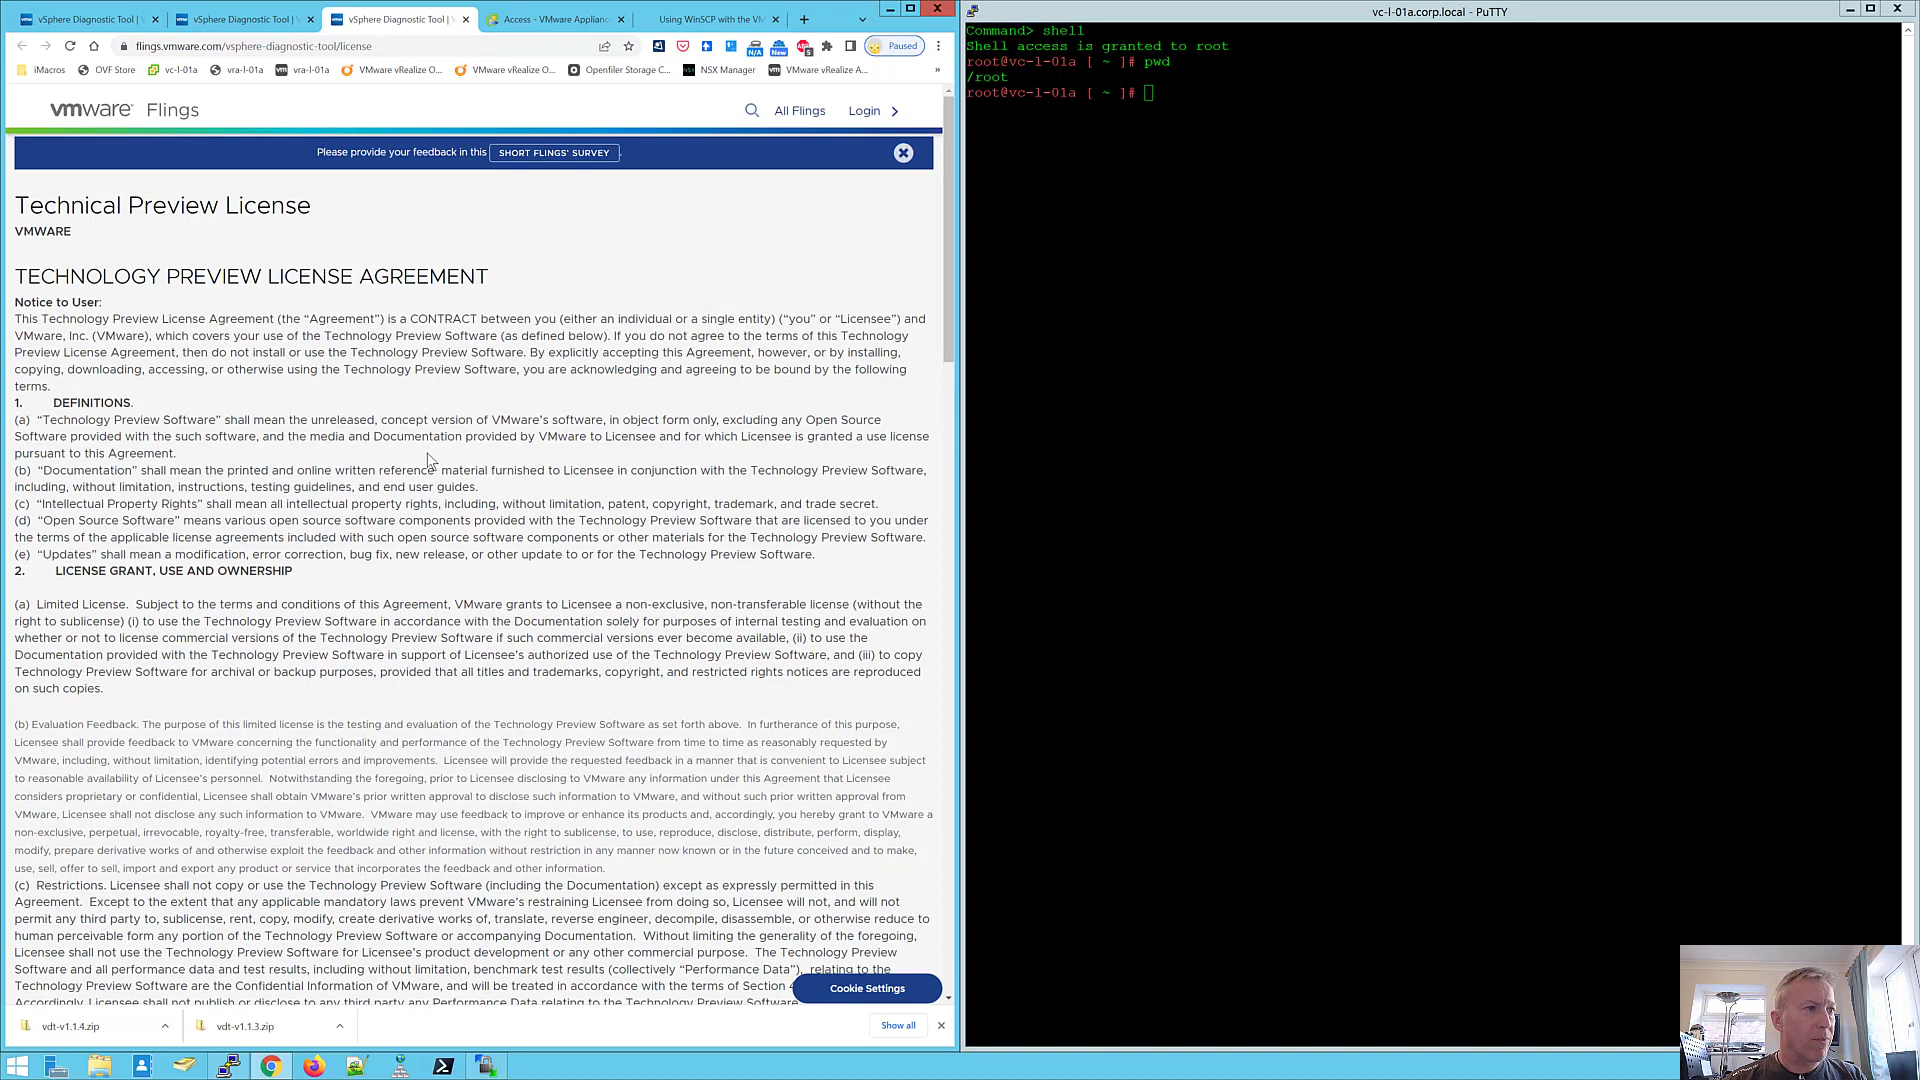 vSphere Diagnostic Tool |
vSphere Diagnostic Tool |
vSphere Diagnostic Tool |
Access - VMware Applianc
Using WinSCP with the VM
flings.vmware.com/vsphere-diagnostic-tool/license
N/A
New
5
Paused
iMacros
OVF Store
vc-l-01a
vra-l-01a
vra-l-01a
VMware vRealize O...
VMware vRealize O...
Openfiler Storage C...
NSX Manager
VMware vRealize A...
»
vmware® Flings
All Flings
Login
Please provide your feedback in this SHORT FLINGS' SURVEY.
Technical Preview License
VMWARE
TECHNOLOGY PREVIEW LICENSE AGREEMENT
Notice to User:
This Technology Preview License Agreement (the “Agreement”) is a CONTRACT between you (either an individual or a single entity) (“you” or “Licensee”) and
VMware, Inc. (VMware), which covers your use of the Technology Preview Software (as defined below). If you do not agree to the terms of this Technology
Preview License Agreement, then do not install or use the Technology Preview Software. By explicitly accepting this Agreement, however, or by installing,
copying, downloading, accessing, or otherwise using the Technology Preview Software, you are acknowledging and agreeing to be bound by the following
terms.
1. DEFINITIONS.
(a) “Technology Preview Software” shall mean the unreleased, concept version of VMware’s software, in object form only, excluding any Open Source
Software provided with the such software, and the media and Documentation provided by VMware to Licensee and for which Licensee is granted a use license
pursuant to this Agreement.
(b) “Documentation” shall mean the printed and online written reference material furnished to Licensee in conjunction with the Technology Preview Software,
including, without limitation, instructions, testing guidelines, and end user guides.
(c) “Intellectual Property Rights” shall mean all intellectual property rights, including, without limitation, patent, copyright, trademark, and trade secret.
(d) “Open Source Software” means various open source software components provided with the Technology Preview Software that are licensed to you under
the terms of the applicable license agreements included with such open source software components or other materials for the Technology Preview Software.
(e) “Updates” shall mean a modification, error correction, bug fix, new release, or other update to or for the Technology Preview Software.
2. LICENSE GRANT, USE AND OWNERSHIP
(a) Limited License. Subject to the terms and conditions of this Agreement, VMware grants to Licensee a non-exclusive, non-transferable license (without the
right to sublicense) (i) to use the Technology Preview Software in accordance with the Documentation solely for purposes of internal testing and evaluation on
whether or not to license commercial versions of the Technology Preview Software if such commercial versions ever become available, (ii) to use the
Documentation provided with the Technology Preview Software in support of Licensee’s authorized use of the Technology Preview Software, and (iii) to copy
Technology Preview Software for archival or backup purposes, provided that all titles and trademarks, copyright, and restricted rights notices are reproduced
on such copies.
(b) Evaluation Feedback. The purpose of this limited license is the testing and evaluation of the Technology Preview Software as set forth above. In furtherance of this purpose,
Licensee shall provide feedback to VMware concerning the functionality and performance of the Technology Preview Software from time to time as reasonably requested by
VMware, including, without limitation, identifying potential errors and improvements. Licensee will provide the requested feedback in a manner that is convenient to Licensee subject
to reasonable availability of Licensee’s personnel. Notwithstanding the foregoing, prior to Licensee disclosing to VMware any information under this Agreement that Licensee
considers proprietary or confidential, Licensee shall obtain VMware’s prior written approval to disclose such information to VMware, and without such prior written approval from
VMware, Licensee shall not disclose any such information to VMware. VMware may use feedback to improve or enhance its products and, accordingly, you hereby grant to VMware a
non-exclusive, perpetual, irrevocable, royalty-free, transferable, worldwide right and license, with the right to sublicense, to use, reproduce, disclose, distribute, perform, display,
modify, prepare derivative works of and otherwise exploit the feedback and other information without restriction in any manner now known or in the future conceived and to make,
use, sell, offer to sell, import and export any product or service that incorporates the feedback and other information.
(c) Restrictions. Licensee shall not copy or use the Technology Preview Software (including the Documentation) except as expressly permitted in this
Agreement. Except to the extent that any applicable mandatory laws prevent VMware’s restraining Licensee from doing so, Licensee will not, and will not
permit any third party to, sublicense, rent, copy, modify, create derivative works of, translate, reverse engineer, decompile, disassemble, or otherwise reduce to
human perceivable form any portion of the Technology Preview Software or accompanying Documentation. Without limiting the generality of the foregoing,
Licensee shall not use the Technology Preview Software for Licensee’s product development or any other commercial purpose. The Technology Preview
Software and all performance data and test results, including without limitation, benchmark test results (collectively “Performance Data”), relating to the
Technology Preview Software are the Confidential Information of VMware, and will be treated in accordance with the terms of Section 4
Accordingly, Licensee shall not publish or disclose to any third party any Performance Data relating to the Technology Preview Software
Cookie Settings
vdt-v1.1.4.zip
vdt-v1.1.3.zip
Show all
vc-l-01a.corp.local - PuTTY
Command> shell
Shell access is granted to root
root@vc-l-01a [ ~ ]# pwd
/root
root@vc-l-01a [ ~ ]#